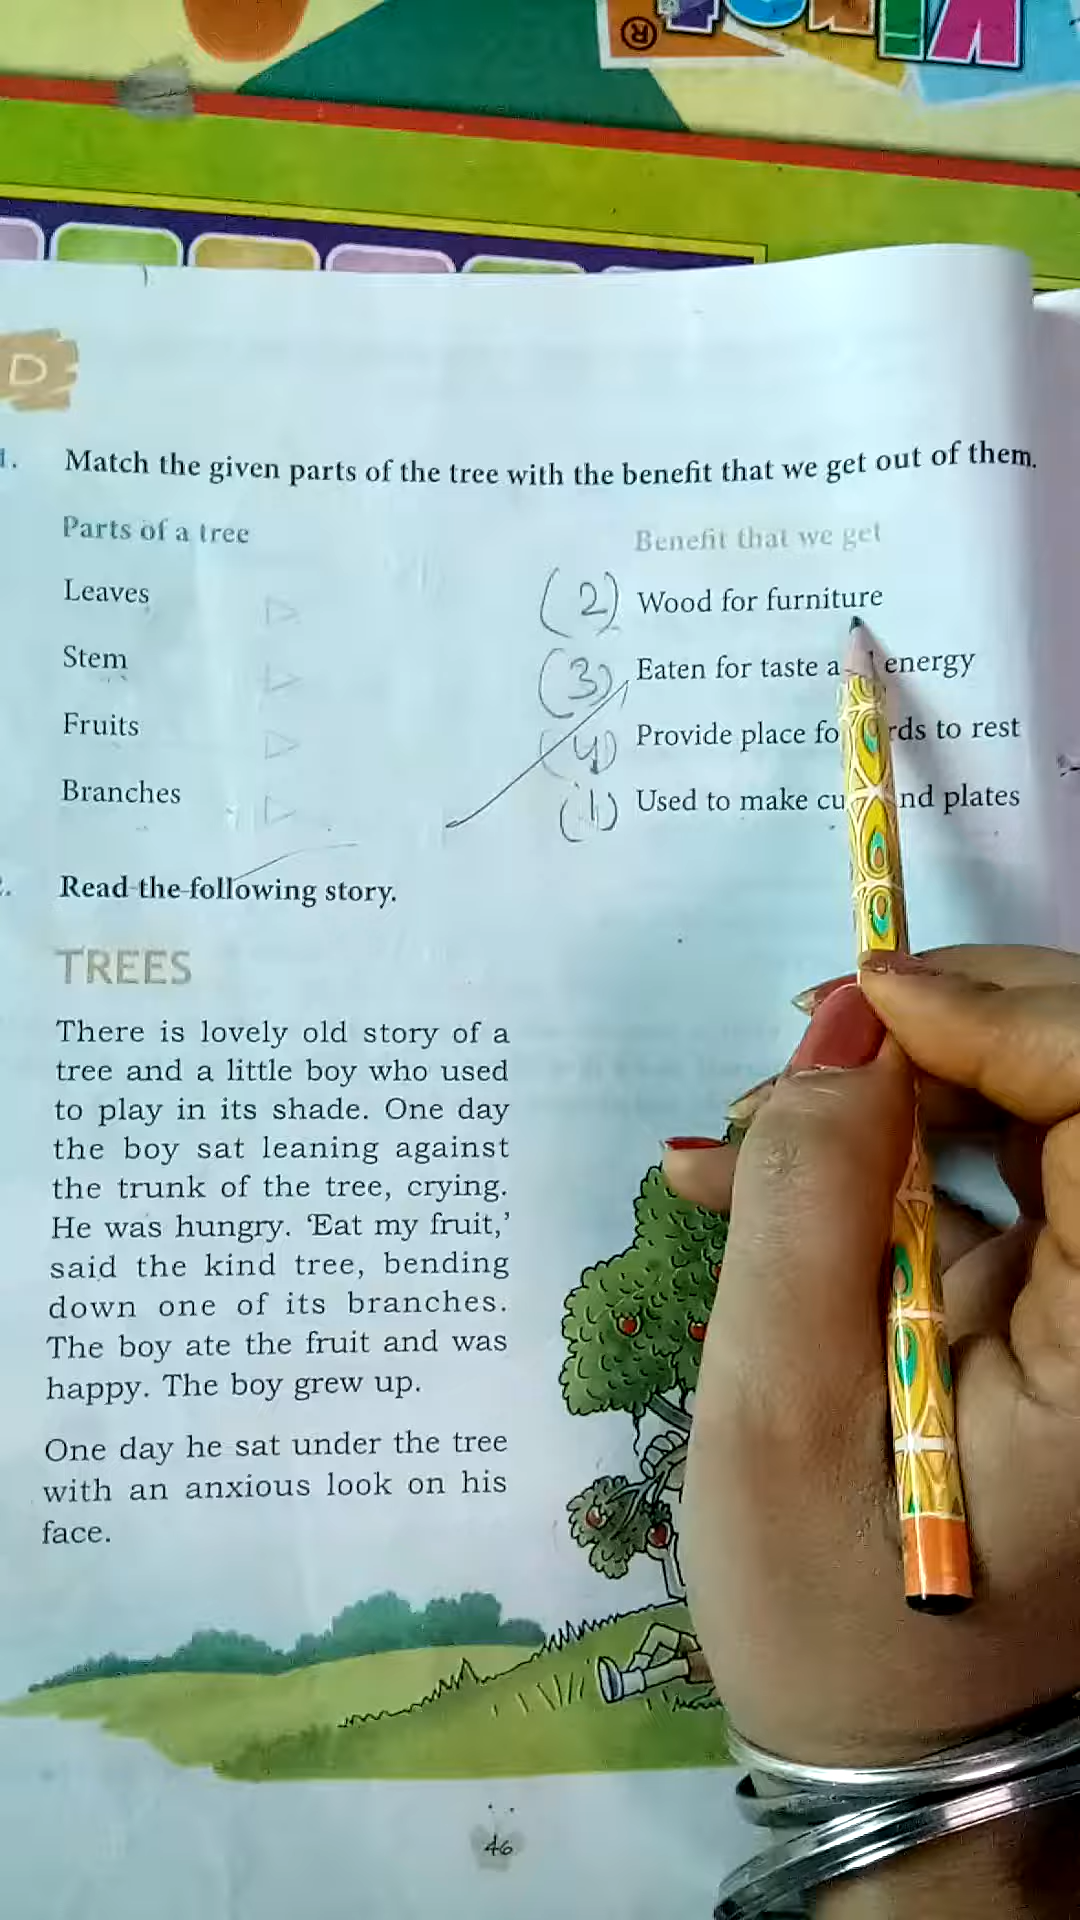 D
1. Match the given parts of the tree with the benefit that we get out of them.
Parts of a tree Benefit that we get
Leaves (2) Wood for furniture
Stem (3) Eaten for taste a energy
Fruits (4) Provide place fo rds to rest
Branches (1) Used to make cu nd plates
Read the following story.
TREES
There is lovely old story of a
tree and a little boy who used
to play in its shade. One day
the boy sat leaning against
the trunk of the tree, crying.
He was hungry. ‘Eat my fruit,’
said the kind tree, bending
down one of its branches.
The boy ate the fruit and was
happy. The boy grew up.
One day he sat under the tree
with an anxious look on his
face.
46